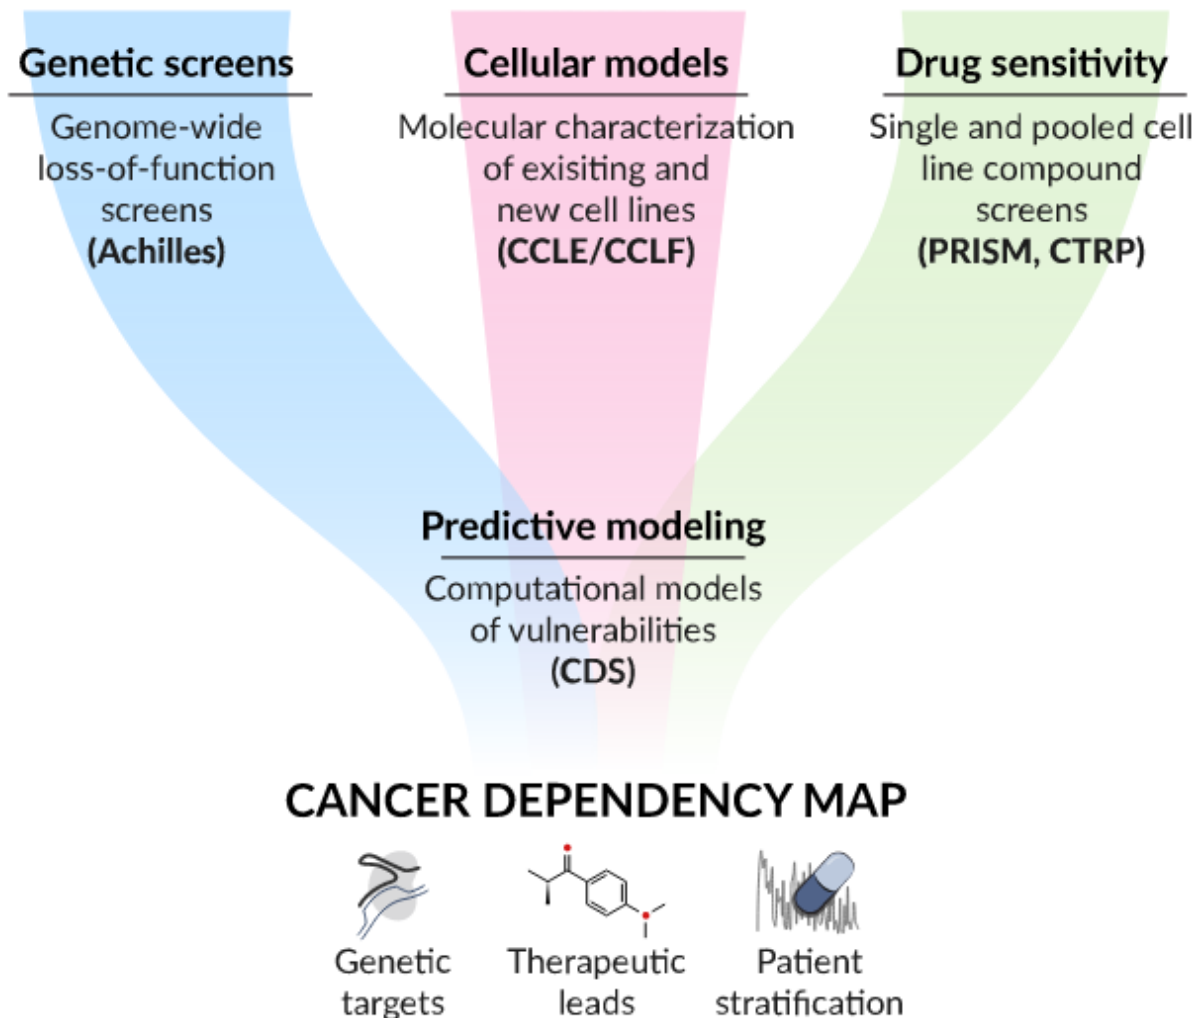 Genetic screens
Genome-wide
loss-of-function
screens
(Achilles)
Cellular models
Molecular characterization
of exisiting and
new cell lines
(CCLE/CCLF)
Drug sensitivity
Single and pooled cell
line compound
screens
(PRISM, CTRP)
Predictive modeling
Computational models
of vulnerabilities
(CDS)
CANCER DEPENDENCY MAP
Genetic
targets
Therapeutic
leads
Patient
stratification